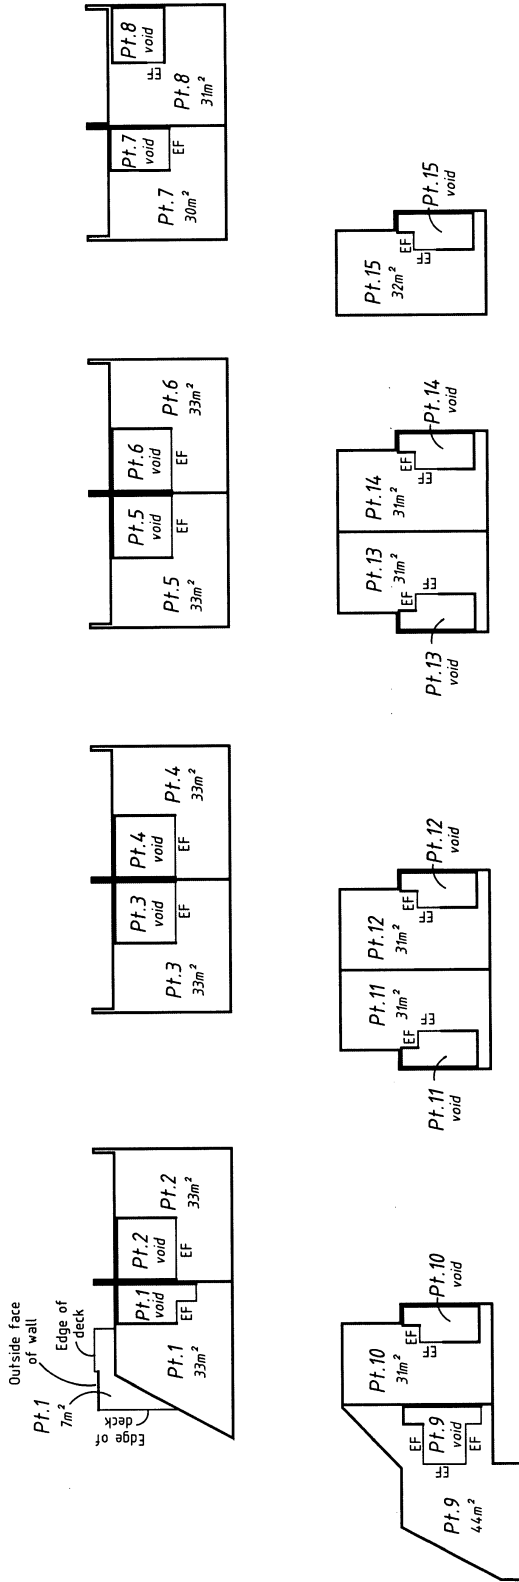 Pt.8
void
EF
Pt.8
31m²
Pt.7
void
EF
Pt.7
30m²
Pt.15
void
EF
EF
Pt.15
32m²
Pt.6
33m²
Pt.6
void
EF
Pt.5
void
EF
Pt.5
33m²
Pt.14
void
EF
EF
Pt.14
31m²
Pt.13
31m²
EF
EF
Pt.13
void
Pt.4
33m²
Pt.4
void
EF
Pt.3
void
EF
Pt.3
33m²
Pt.12
void
EF
EF
Pt.12
31m²
Pt.11
31m²
EF
EF
Pt.11
void
Pt.2
33m²
Pt.2
void
EF
Pt.1
void
EF
Pt.1
33m²
Outside face
of wall
Edge of
deck
Pt.1
7m²
Edge of
deck
Pt.10
void
EF
EF
Pt.10
31m²
Pt.9
void
EF
EF
EF
Pt.9
44m²